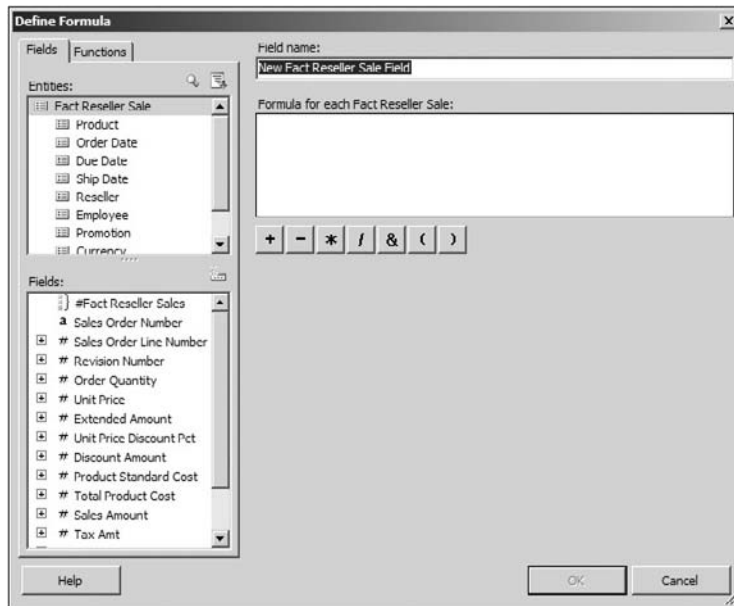 Define Formula
Fields Functions
Entities:
Fact Reseller Sale
Product
Order Date
Due Date
Ship Date
Reseller
Employee
Promotion
Currency
Fields:
#Fact Reseller Sales
a Sales Order Number
# Sales Order Line Number
# Revision Number
# Order Quantity
# Unit Price
# Extended Amount
# Unit Price Discount Pct
# Discount Amount
# Product Standard Cost
# Total Product Cost
# Sales Amount
# Tax Amt
Field name:
New Fact Reseller Sale Field
Formula for each Fact Reseller Sale:
+ - * / & ( )
Help
OK Cancel